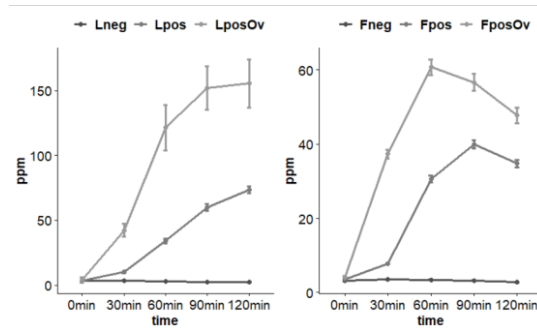 Lneg Lpos LposOv
Fneg Fpos FposOv
150
100
50
0
ppm
0min 30min 60min 90min 120min
time
60
40
20
0
ppm
0min 30min 60min 90min 120min
time